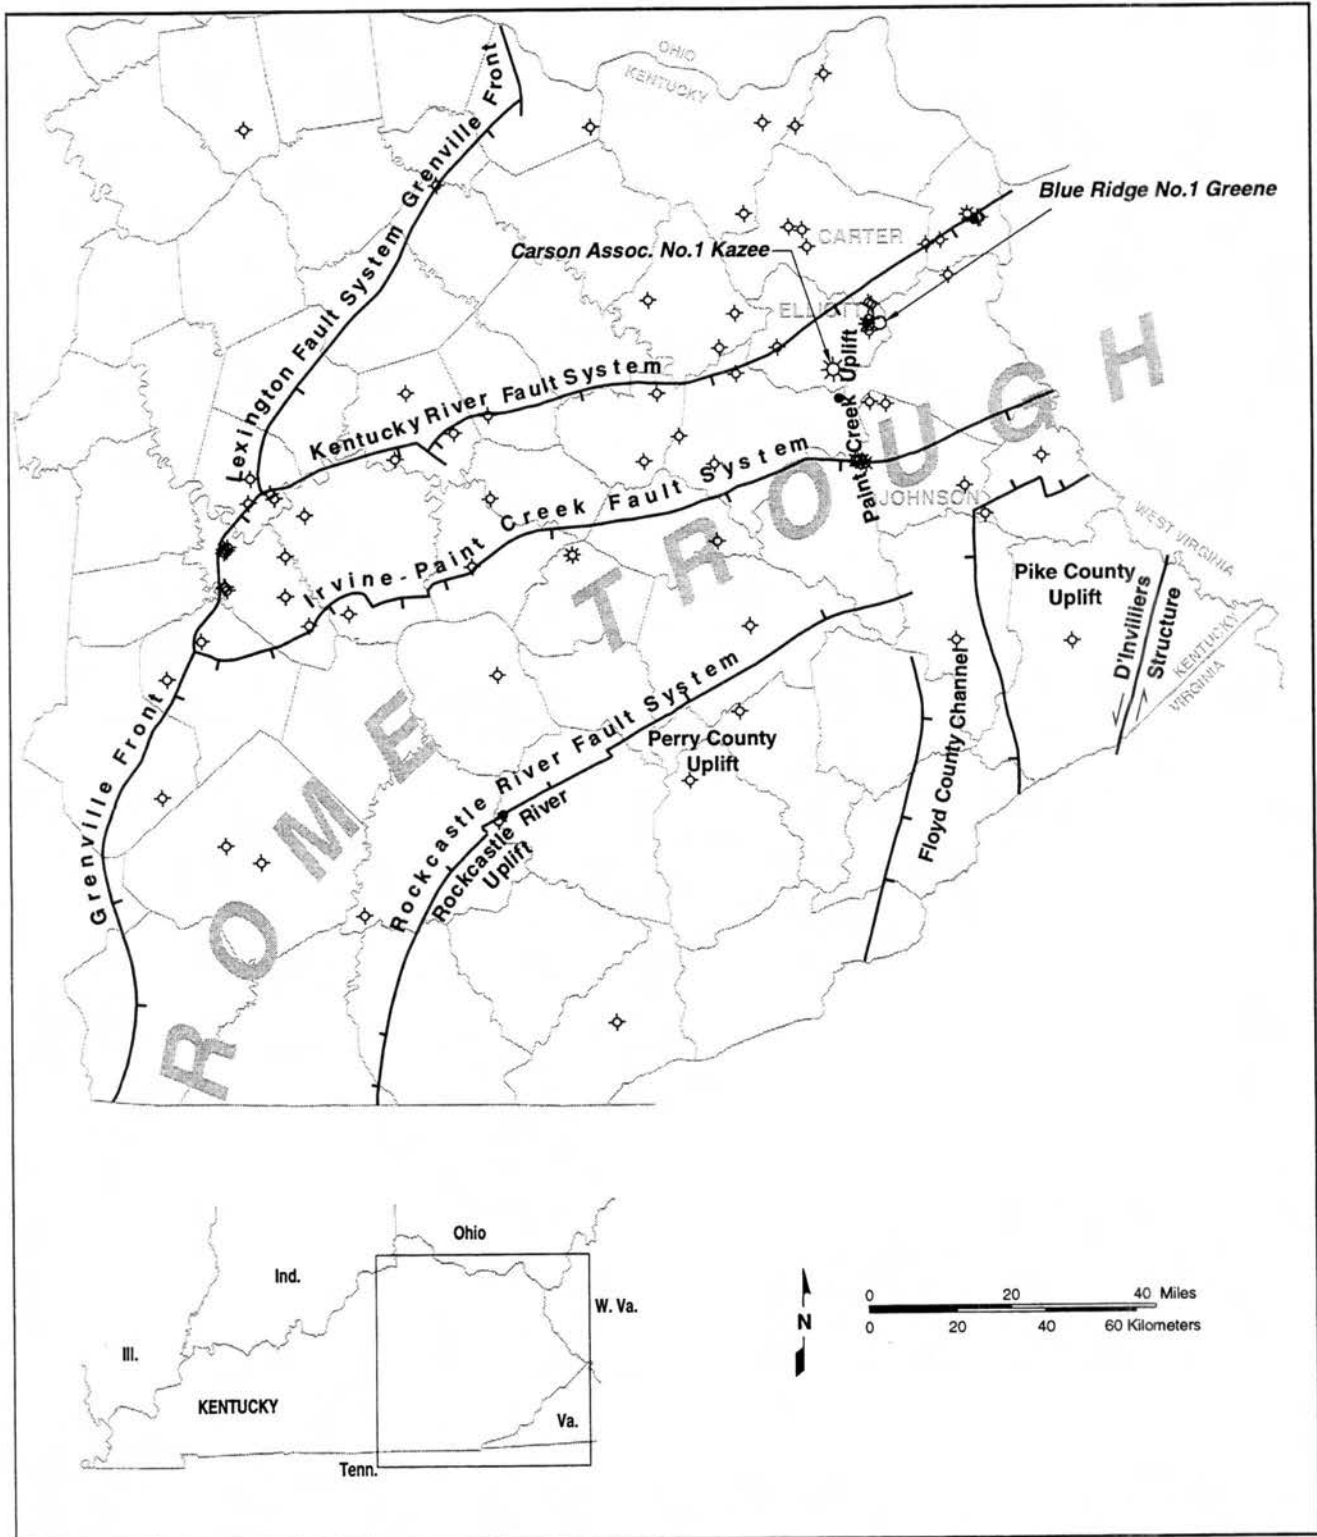 OHIO
KENTUCKY
Blue Ridge No.1 Greene
Carson Assoc. No.1 Kazee
CARTER
ELLIOTT
Lexington Fault System Grenville Front
Kentucky River Fault System
Paint Creek Uplift
Irvine-Paint Creek Fault System
JOHNSON
WEST VIRGINIA
Pike County
Uplift
D'Invilliers
Structure
KENTUCKY
VIRGINIA
ROME TROUGH
Grenville Front
Rockcastle River Fault System
Rockcastle River
Uplift
Perry County
Uplift
Floyd County Channel
Ohio
Ind.
W. Va.
Ill.
KENTUCKY
Va.
Tenn.
N
0 20 40 Miles
0 20 40 60 Kilometers